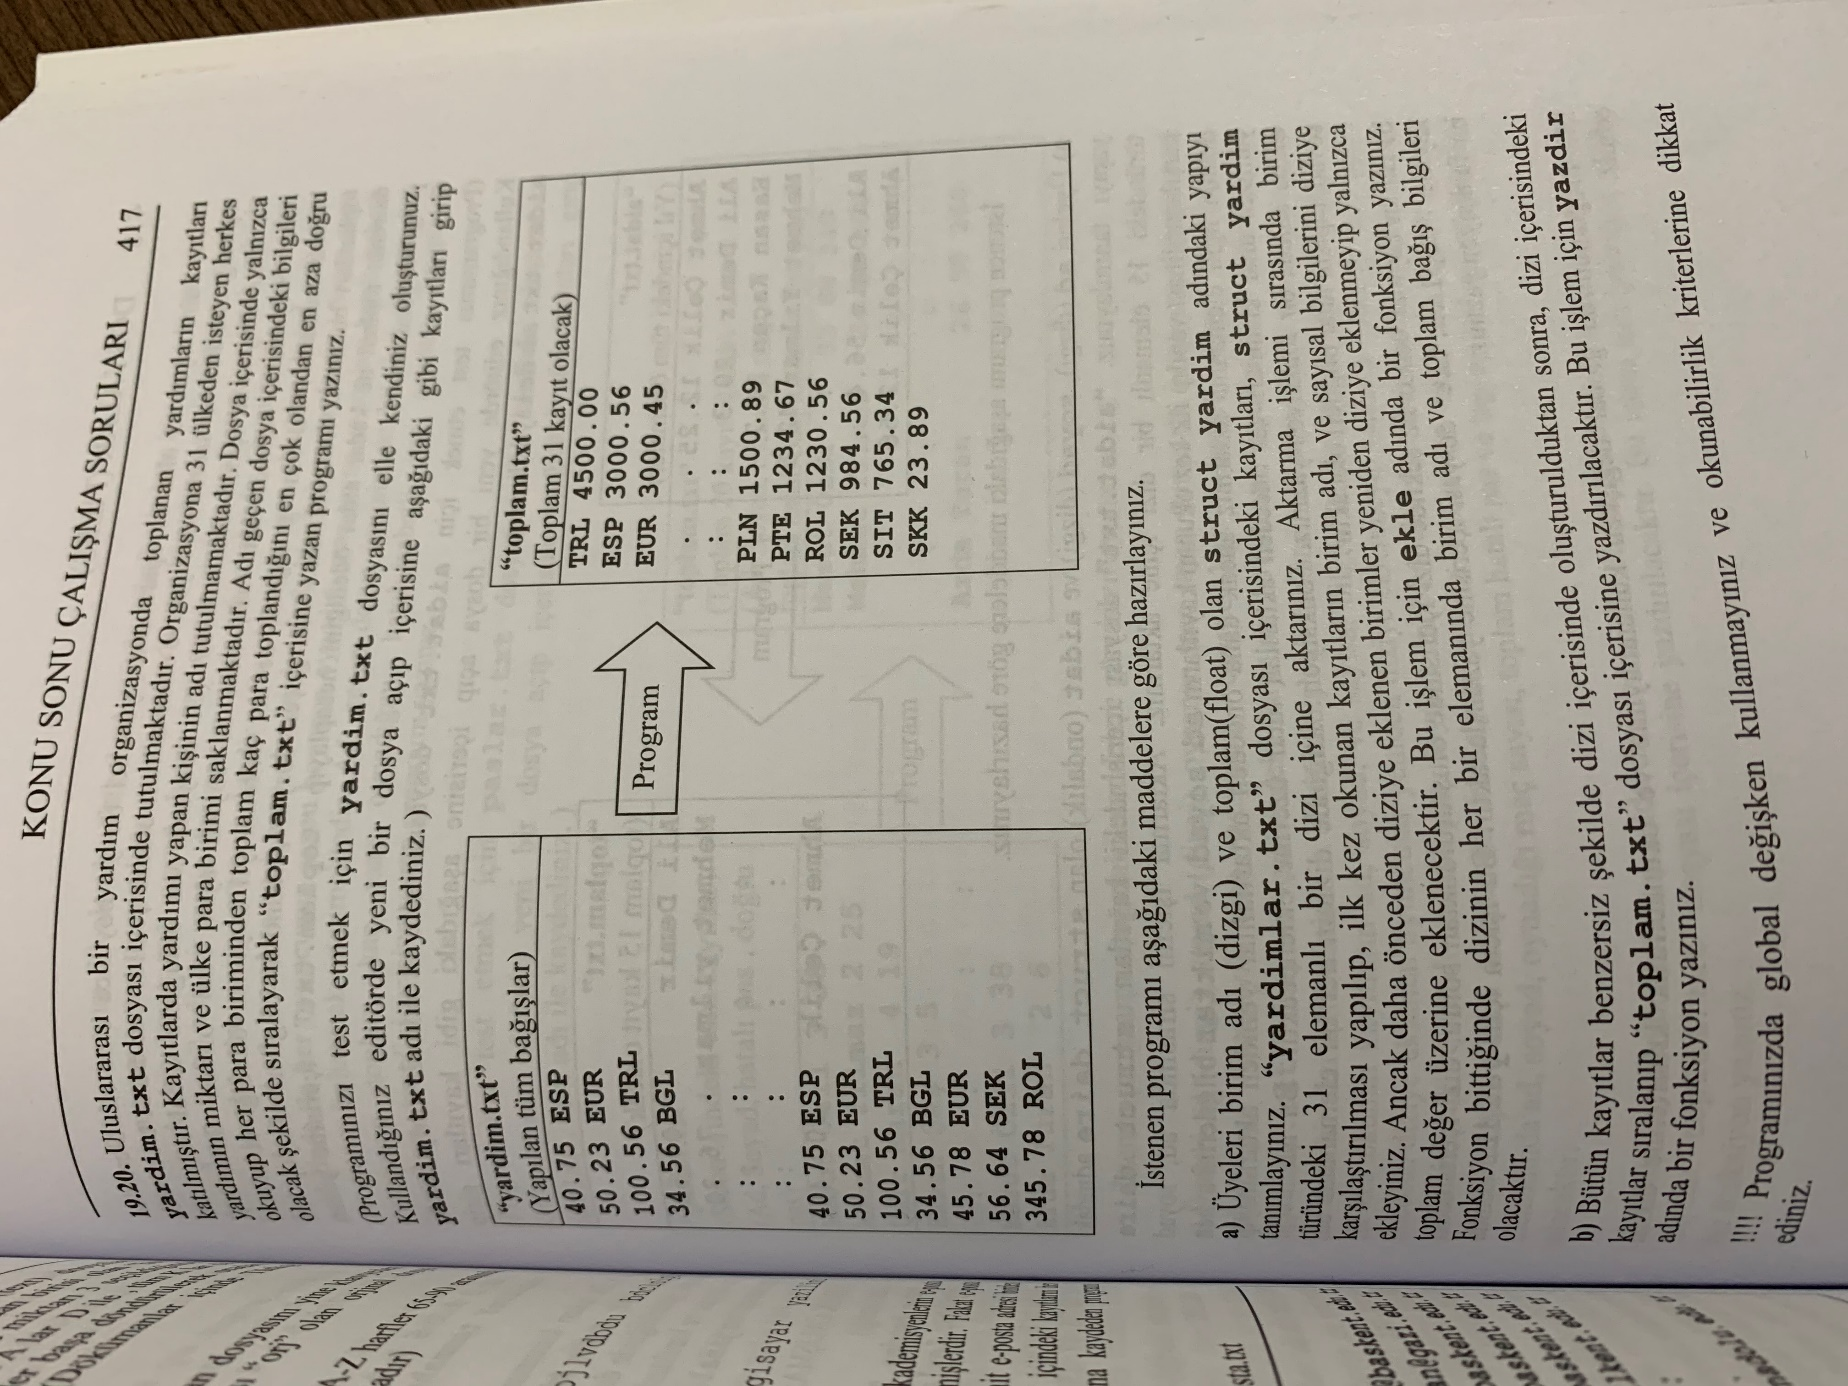 KONU SONU ÇALIŞMA SORULARI 417
19.20. Uluslararası bir yardım organizasyonda toplanan yardımların kayıtları
yardim.txt dosyası içerisinde tutulmaktadır. Organizasyona 31 ülkeden isteyen herkes
katılmıştır. Kayıtlarda yardımı yapan kişinin adı tutulmamaktadır. Dosya içerisinde yalnızca
yardımın miktarı ve ülke para birimi saklanmaktadır. Adı geçen dosya içerisindeki bilgileri
okuyup her para biriminden toplam kaç para toplandığını en çok olandan en aza doğru
olacak şekilde sıralayarak “toplam.txt” içerisine yazan programı yazınız.
(Programınızı test etmek için yardim.txt dosyasını elle kendiniz oluşturunuz.
Kullandığınız editörde yeni bir dosya açıp içerisine aşağıdaki gibi kayıtları girip
yardim.txt adı ile kaydediniz. )
“yardim.txt”
(Yapılan tüm bağışlar)
40.75 ESP
50.23 EUR
100.56 TRL
34.56 BGL
. .
: :
: :
40.75 ESP
50.23 EUR
100.56 TRL
34.56 BGL
45.78 EUR
56.64 SEK
345.78 ROL
Program
“toplam.txt”
(Toplam 31 kayıt olacak)
TRL 4500.00
ESP 3000.56
EUR 3000.45
. . .
: : :
PLN 1500.89
PTE 1234.67
ROL 1230.56
SEK 984.56
SIT 765.34
SKK 23.89
İstenen programı aşağıdaki maddelere göre hazırlayınız.
a) Üyeleri birim adı (dizgi) ve toplam(float) olan struct yardim adındaki yapıyı
tanımlayınız. “yardimlar.txt” dosyası içerisindeki kayıtları, struct yardim
türündeki 31 elemanlı bir dizi içine aktarınız. Aktarma işlemi sırasında birim
karşılaştırılması yapılıp, ilk kez okunan kayıtların birim adı, ve sayısal bilgilerini diziye
ekleyiniz. Ancak daha önceden diziye eklenen birimler yeniden diziye eklenmeyip yalnızca
toplam değer üzerine eklenecektir. Bu işlem için ekle adında bir fonksiyon yazınız.
Fonksiyon bittiğinde dizinin her bir elemanında birim adı ve toplam bağış bilgileri
olacaktır.
b) Bütün kayıtlar benzersiz şekilde dizi içerisinde oluşturulduktan sonra, dizi içerisindeki
kayıtlar sıralanıp “toplam.txt” dosyası içerisine yazdırılacaktır. Bu işlem için yazdir
adında bir fonksiyon yazınız.
!!!! Programınızda global değişken kullanmayınız ve okunabilirlik kriterlerine dikkat
ediniz.